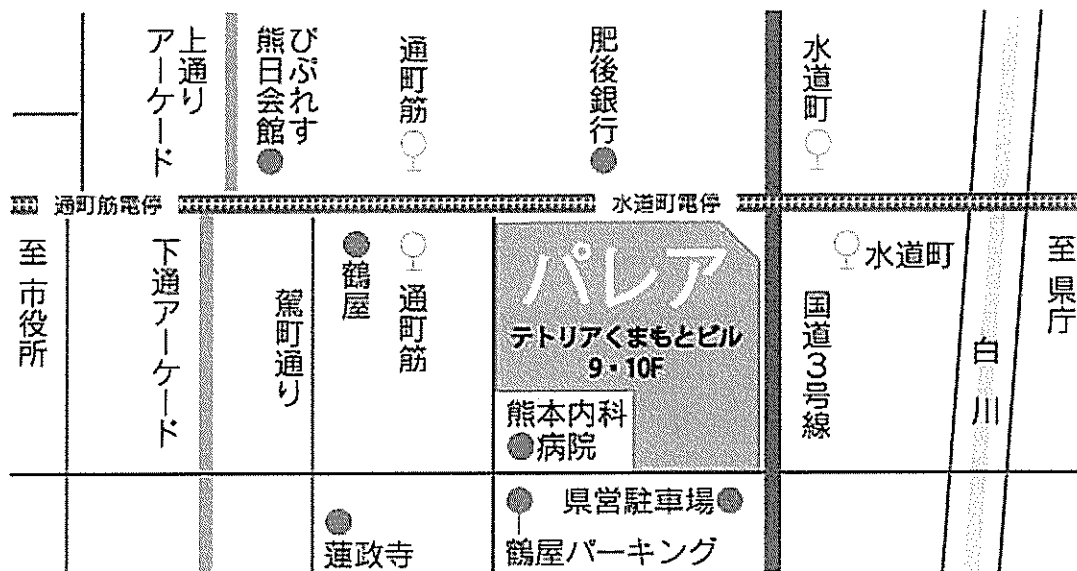 上通り
アーケード
びぷれす
熊日会館
通町筋
肥後銀行
水道町
通町筋電停
水道町電停
至市役所
下通アーケード
駕町通り
鶴屋
通町筋
パレア
テトリアくまもとビル
9・10F
熊本内科
病院
国道3号線
水道町
白川
至県庁
蓮政寺
県営駐車場
鶴屋パーキング